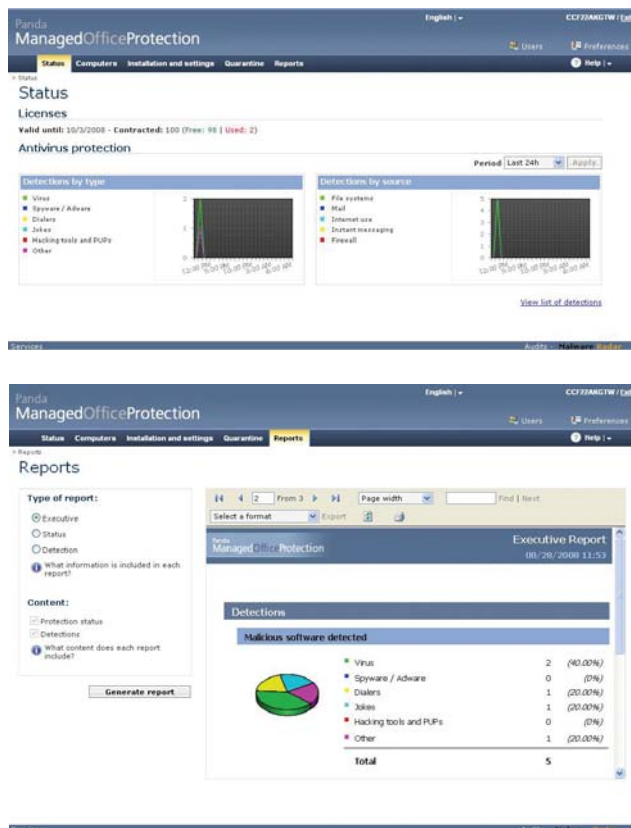 English | CCF72AKGTW / Exit
Panda
ManagedOfficeProtection
Users Preferences
Status Computers Installation and settings Quarantine Reports Help |
> Status
Status
Licenses
Valid until: 10/3/2008 - Contracted: 100 (Free: 98 | Used: 2)
Antivirus protection
Period Last 24h Apply
Detections by type
Virus
Spyware / Adware
Dialers
Jokes
Hacking tools and PUPs
Other
Detections by source
File systems
Mail
Internet use
Instant messaging
Firewall
View list of detections
Services Audits - Malware Radar
English | CCF72AKGTW / Exit
Panda
ManagedOfficeProtection
Users Preferences
Status Computers Installation and settings Quarantine Reports Help |
> Reports
Reports
Type of report:
Executive
Status
Detection
What information is included in each
report?
Content:
Protection status
Detections
What content does each report
include?
Generate report
2 From 3 Page width Find | Next
Select a format Export
Panda
ManagedOfficeProtection
Executive Report
08/28/2008 11:53
Detections
Malicious software detected
Virus 2 (40.00%)
Spyware / Adware 0 (0%)
Dialers 1 (20.00%)
Jokes 1 (20.00%)
Hacking tools and PUPs 0 (0%)
Other 1 (20.00%)
Total 5